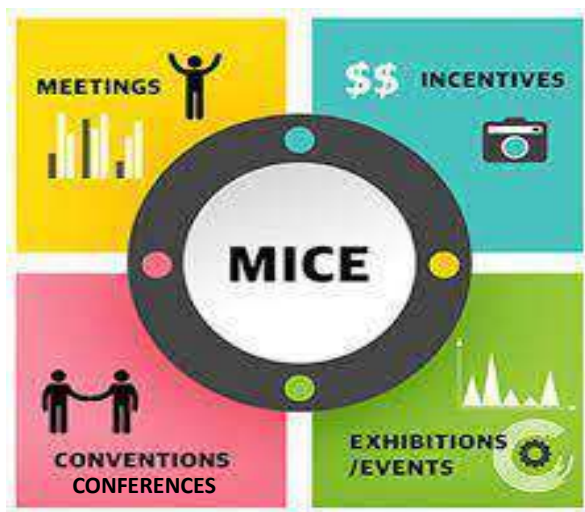 MEETINGS
$$ INCENTIVES
MICE
CONVENTIONS
CONFERENCES
EXHIBITIONS
/EVENTS